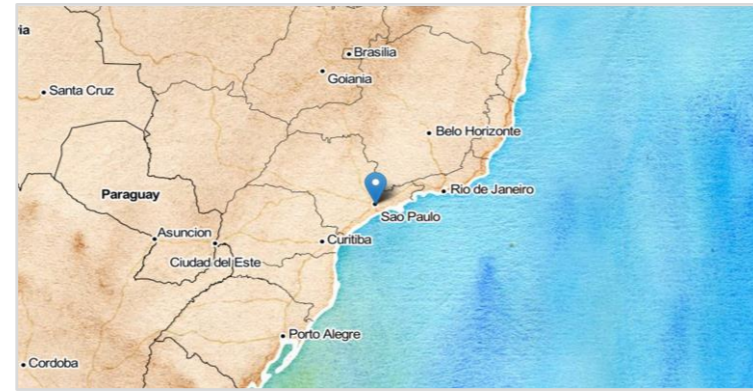 ia
Brasilia
Goiania
Santa Cruz
Belo Horizonte
Paraguay
Rio de Janeiro
Sao Paulo
Asuncion
Curitiba
Ciudad del Este
Porto Alegre
Cordoba